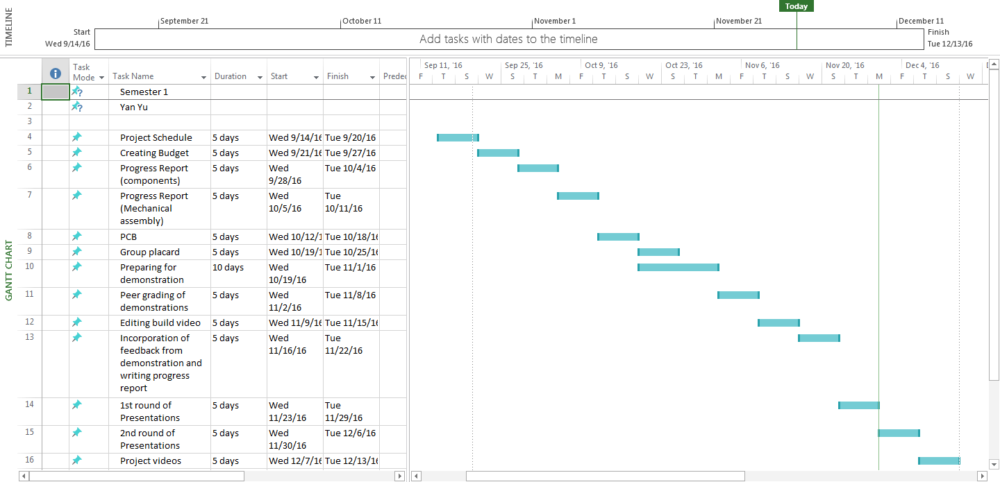 TIMELINE
Today
September 21 October 11 November 1 November 21 December 11
Start
Wed 9/14/16
Add tasks with dates to the timeline
Finish
Tue 12/13/16
GANTT CHART
Task Mode Task Name Duration Start Finish Predec
Sep 11, '16 Sep 25, '16 Oct 9, '16 Oct 23, '16 Nov 6, '16 Nov 20, '16 Dec 4, '16
F T S W S T M F T S W S T M F T S W S T M F T S W
1 Semester 1
2 Yan Yu
3
4 Project Schedule 5 days Wed 9/14/16 Tue 9/20/16
5 Creating Budget 5 days Wed 9/21/16 Tue 9/27/16
6 Progress Report 5 days Wed Tue 10/4/16
(components) 9/28/16
7 Progress Report 5 days Wed Tue
(Mechanical 10/5/16 10/11/16
assembly)
8 PCB 5 days Wed 10/12/1 Tue 10/18/16
9 Group placard 5 days Wed 10/19/1 Tue 10/25/16
10 Preparing for 10 days Wed Tue 11/1/16
demonstration 10/19/16
11 Peer grading of 5 days Wed Tue 11/8/16
demonstrations 11/2/16
12 Editing build video 5 days Wed 11/9/16 Tue 11/15/16
13 Incorporation of 5 days Wed Tue
feedback from 11/16/16 11/22/16
demonstration and
writing progress
report
14 1st round of 5 days Wed Tue
Presentations 11/23/16 11/29/16
15 2nd round of 5 days Wed Tue 12/6/16
Presentations 11/30/16
16 Project videos 5 days Wed 12/7/16 Tue 12/13/16